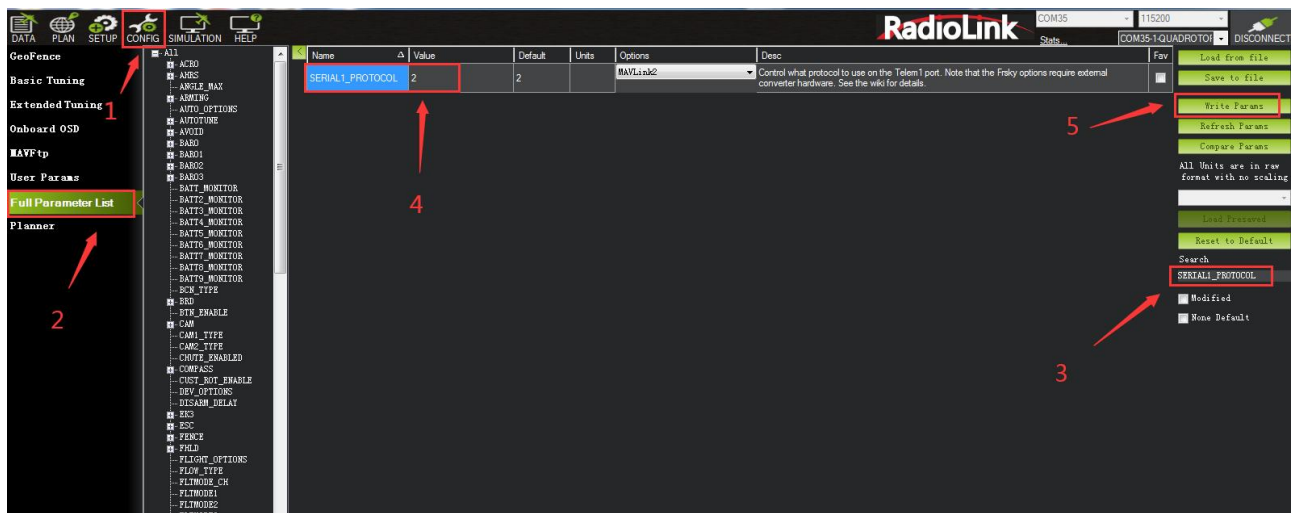 DATA PLAN SETUP CONFIG SIMULATION HELP
RadioLink
COM35 115200
Stats... COM35-1-QUADROTOR DISCONNECT
GeoFence
Basic Tuning
Extended Tuning
Onboard OSD
MAVFtp
User Params
Full Parameter List
Planner
1
2
All
ACRO
AHRS
ANGLE_MAX
ARMING
AUTO_OPTIONS
AUTOTUNE
AVOID
BARO
BARO1
BARO2
BARO3
BATT_MONITOR
BATT2_MONITOR
BATT3_MONITOR
BATT4_MONITOR
BATT5_MONITOR
BATT6_MONITOR
BATT7_MONITOR
BATT8_MONITOR
BATT9_MONITOR
BCN_TYPE
BRD
BTN_ENABLE
CAM
CAM1_TYPE
CAM2_TYPE
CHUTE_ENABLED
COMPASS
CUST_ROT_ENABLE
DEV_OPTIONS
DISARM_DELAY
EK3
ESC
FENCE
FHLD
FLIGHT_OPTIONS
FLOW_TYPE
FLTMODE_CH
FLTMODE1
FLTMODE2
Name Value Default Units Options Desc Fav
SERIAL1_PROTOCOL 2 2 MAVLink2 Control what protocol to use on the Telem1 port. Note that the Frsky options require external
converter hardware. See the wiki for details.
4
5
3
Load from file
Save to file
Write Params
Refresh Params
Compare Params
All Units are in raw
format with no scaling
Load Presaved
Reset to Default
Search
SERIAL1_PROTOCOL
Modified
None Default